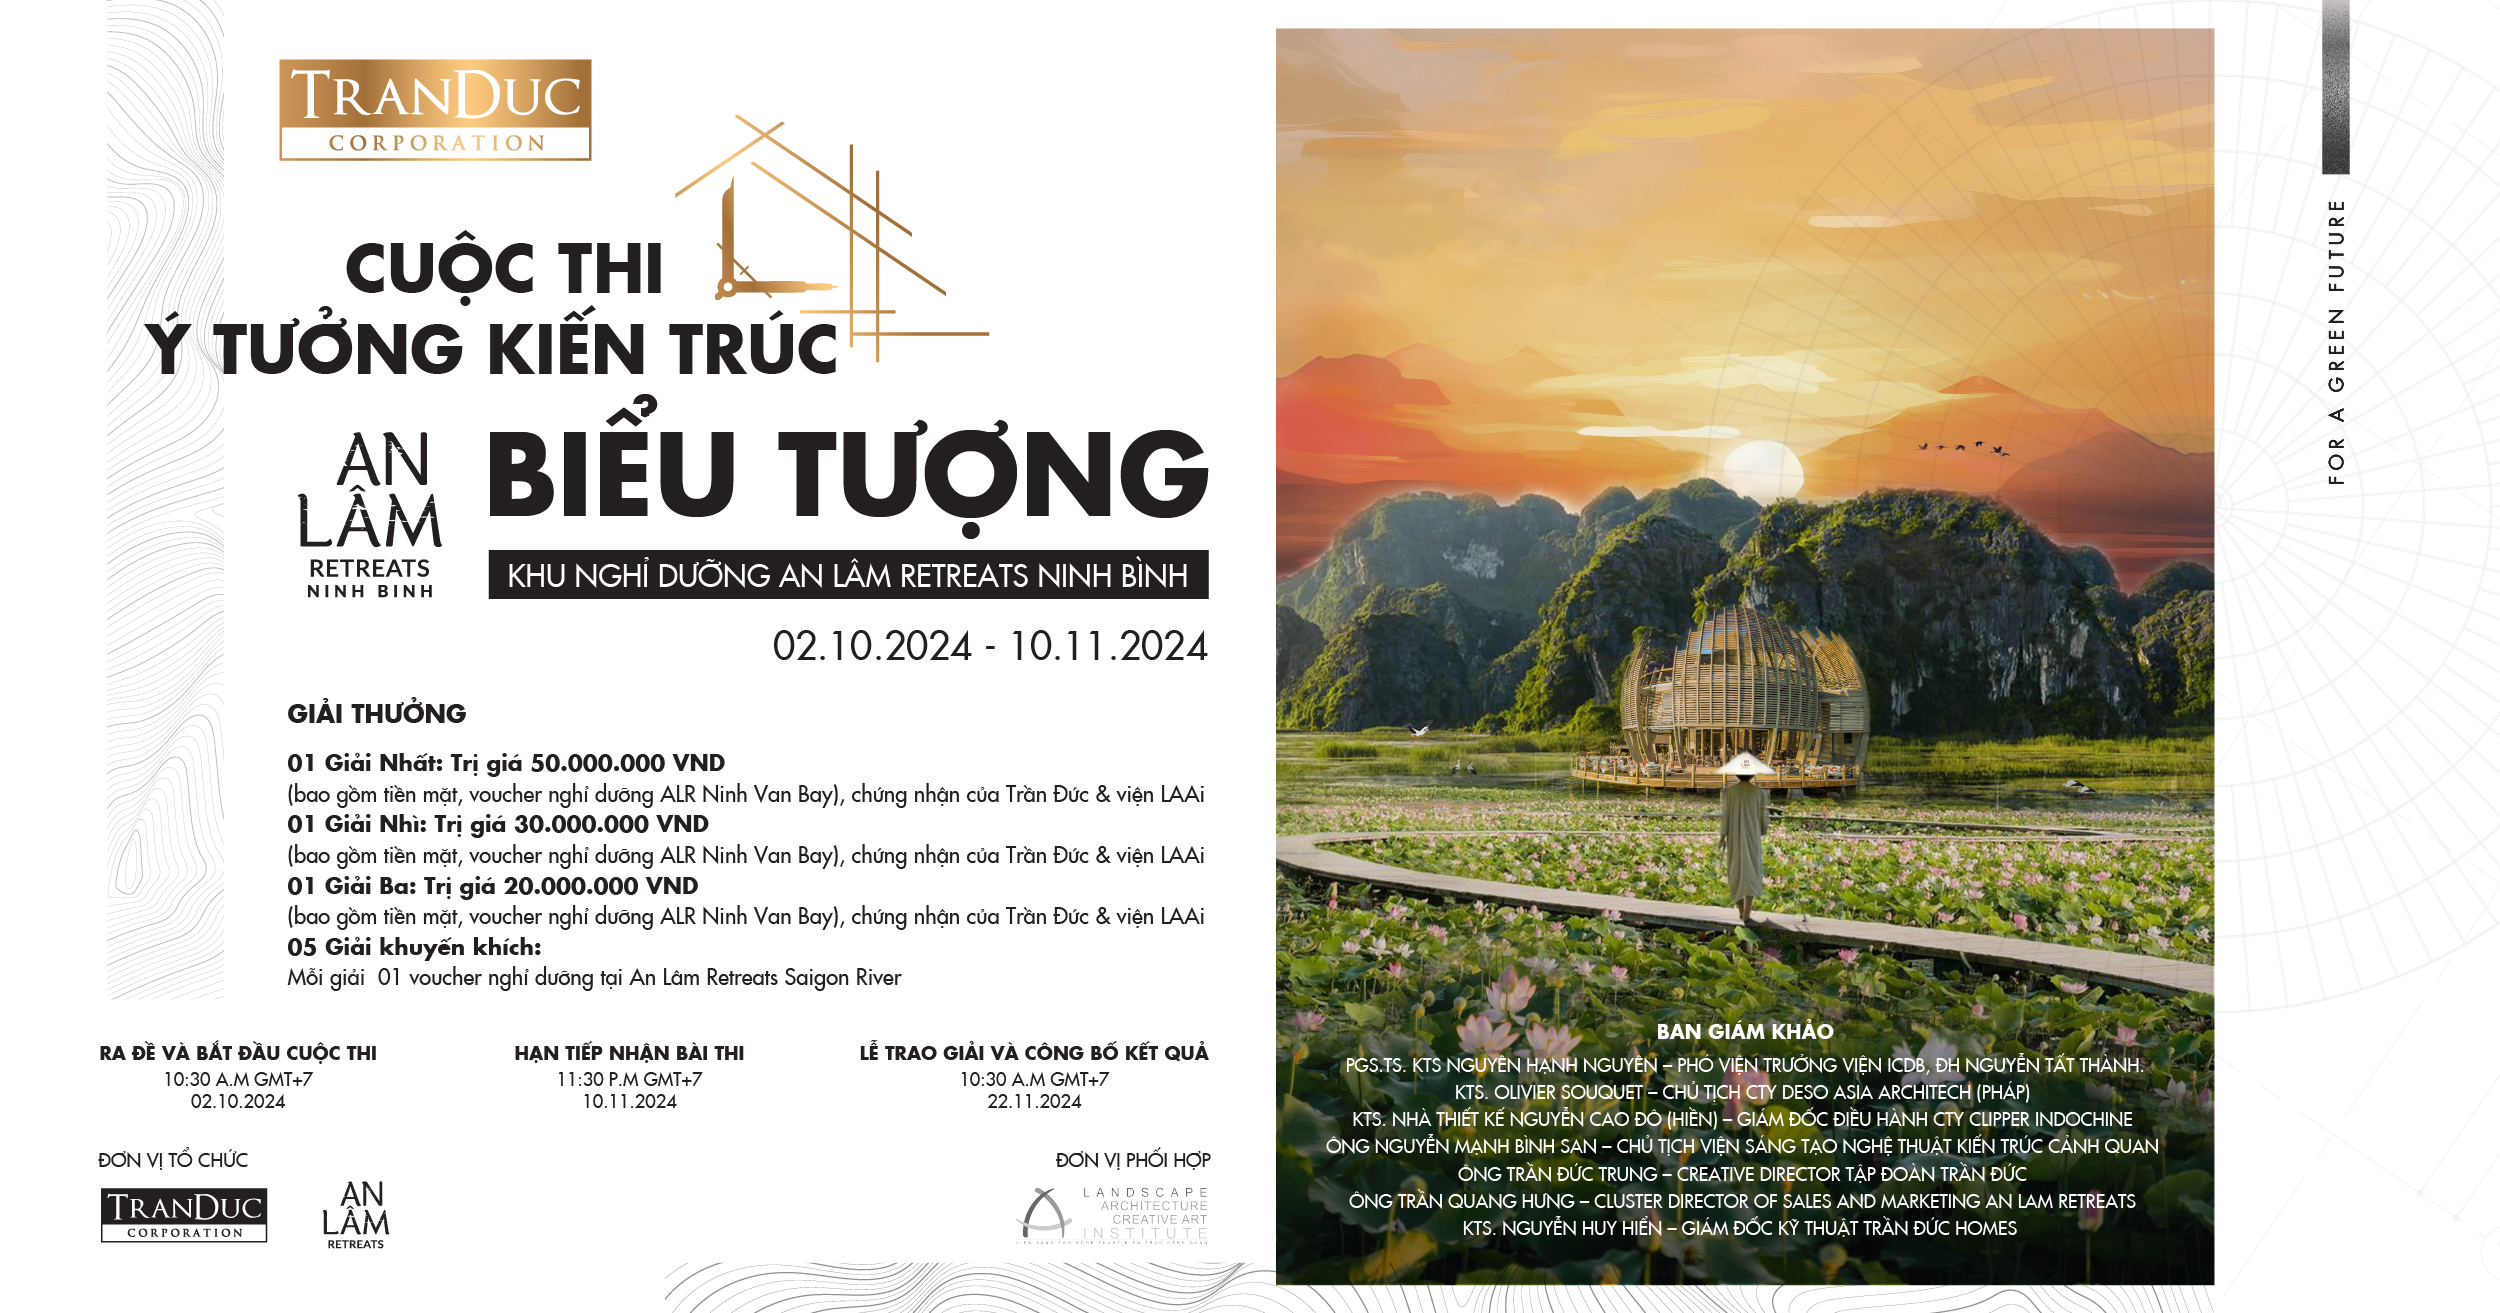 TRANDUC
CORPORATION
CUỘC THI
Ý TƯỞNG KIẾN TRÚC
BIỂU TƯỢNG
AN
LÂM
RETREATS
NINH BINH
KHU NGHỈ DƯỠNG AN LÂM RETREATS NINH BÌNH
02.10.2024 - 10.11.2024
GIẢI THƯỞNG
01 Giải Nhất: Trị giá 50.000.000 VND
(bao gồm tiền mặt, voucher nghỉ dưỡng ALR Ninh Van Bay), chứng nhận của Trần Đức & viện LAAi
01 Giải Nhì: Trị giá 30.000.000 VND
(bao gồm tiền mặt, voucher nghỉ dưỡng ALR Ninh Van Bay), chứng nhận của Trần Đức & viện LAAi
01 Giải Ba: Trị giá 20.000.000 VND
(bao gồm tiền mặt, voucher nghỉ dưỡng ALR Ninh Van Bay), chứng nhận của Trần Đức & viện LAAi
05 Giải khuyến khích:
Mỗi giải 01 voucher nghỉ dưỡng tại An Lâm Retreats Saigon River
RA ĐỀ VÀ BẮT ĐẦU CUỘC THI
10:30 A.M GMT+7
02.10.2024
HẠN TIẾP NHẬN BÀI THI
11:30 P.M GMT+7
10.11.2024
LỄ TRAO GIẢI VÀ CÔNG BỐ KẾT QUẢ
10:30 A.M GMT+7
22.11.2024
ĐƠN VỊ TỔ CHỨC
TRANDUC
CORPORATION
AN
LÂM
RETREATS
ĐƠN VỊ PHỐI HỢP
LANDSCAPE
ARCHITECTURE
CREATIVE ART
INSTITUTE
VIỆN SÁNG TẠO NGHỆ THUẬT KIẾN TRÚC CẢNH QUAN
BAN GIÁM KHẢO
PGS.TS. KTS NGUYÊN HẠNH NGUYÊN – PHÓ VIỆN TRƯỞNG VIỆN ICDB, ĐH NGUYỄN TẤT THÀNH.
KTS. OLIVIER SOUQUET – CHỦ TỊCH CTY DESO ASIA ARCHITECH (PHÁP)
KTS. NHÀ THIẾT KẾ NGUYỄN CAO ĐÔ (HIỀN) – GIÁM ĐỐC ĐIỀU HÀNH CTY CLIPPER INDOCHINE
ÔNG NGUYỄN MẠNH BÌNH SAN – CHỦ TỊCH VIỆN SÁNG TẠO NGHỆ THUẬT KIẾN TRÚC CẢNH QUAN
ÔNG TRẦN ĐỨC TRUNG – CREATIVE DIRECTOR TẬP ĐOÀN TRẦN ĐỨC
ÔNG TRẦN QUANG HƯNG – CLUSTER DIRECTOR OF SALES AND MARKETING AN LAM RETREATS
KTS. NGUYỄN HUY HIỂN – GIÁM ĐỐC KỸ THUẬT TRẦN ĐỨC HOMES
FOR A GREEN FUTURE